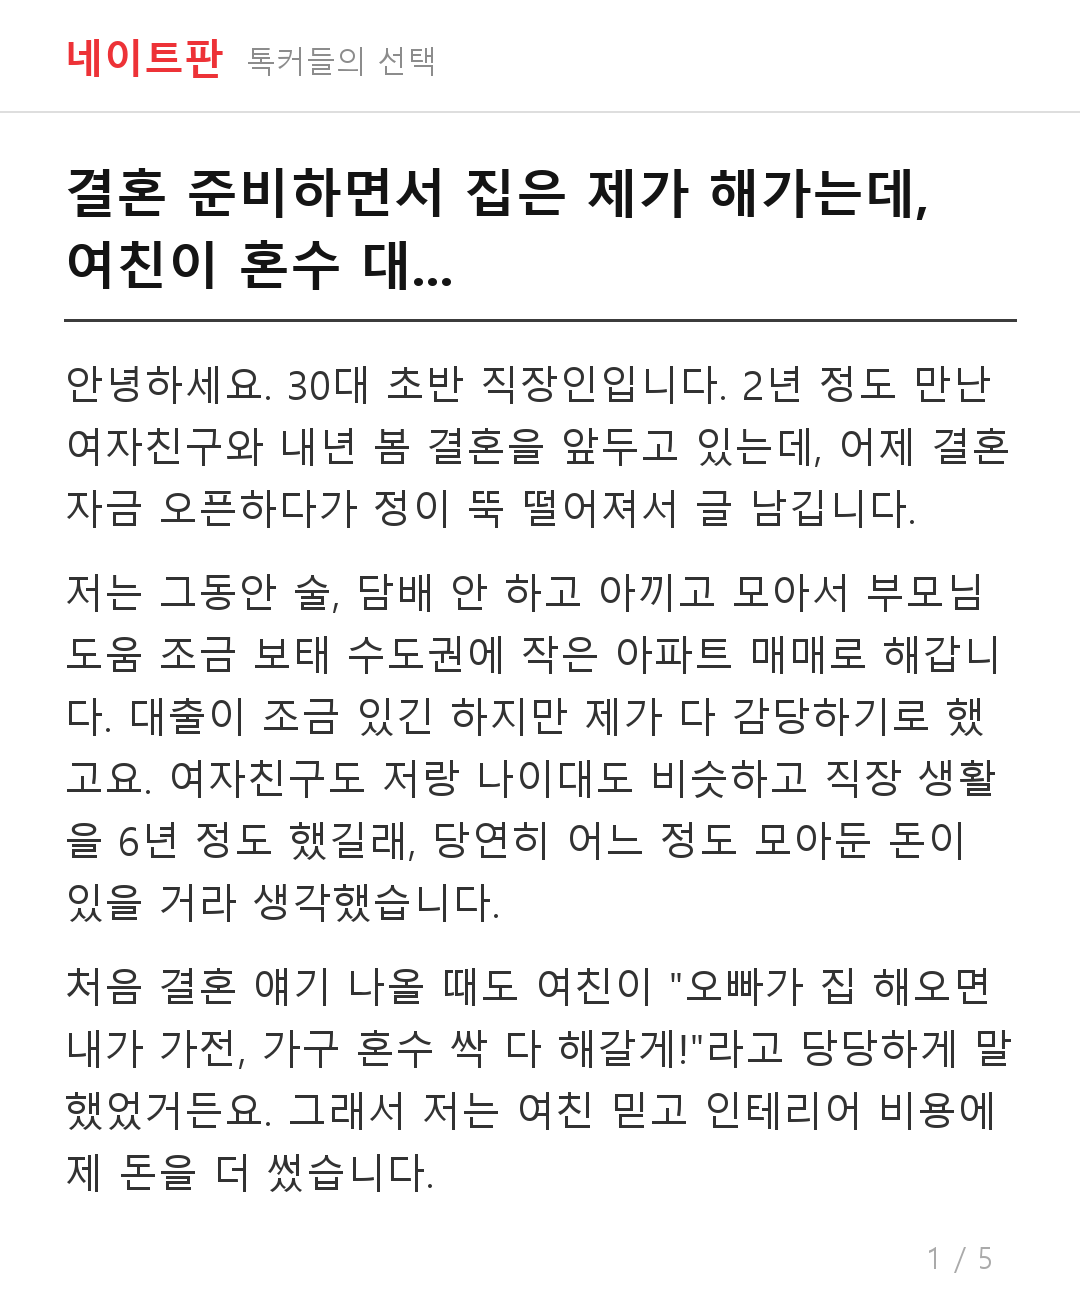 네이트판 톡커들의 선택
결혼 준비하면서 집은 제가 해가는데,
여친이 혼수 대...
안녕하세요. 30대 초반 직장인입니다. 2년 정도 만난
여자친구와 내년 봄 결혼을 앞두고 있는데, 어제 결혼
자금 오픈하다가 정이 뚝 떨어져서 글 남깁니다.
저는 그동안 술, 담배 안 하고 아끼고 모아서 부모님
도움 조금 보태 수도권에 작은 아파트 매매로 해갑니
다. 대출이 조금 있긴 하지만 제가 다 감당하기로 했
고요. 여자친구도 저랑 나이대도 비슷하고 직장 생활
을 6년 정도 했길래, 당연히 어느 정도 모아둔 돈이
있을 거라 생각했습니다.
처음 결혼 얘기 나올 때도 여친이 "오빠가 집 해오면
내가 가전, 가구 혼수 싹 다 해갈게!"라고 당당하게 말
했었거든요. 그래서 저는 여친 믿고 인테리어 비용에
제 돈을 더 썼습니다.
1 / 5